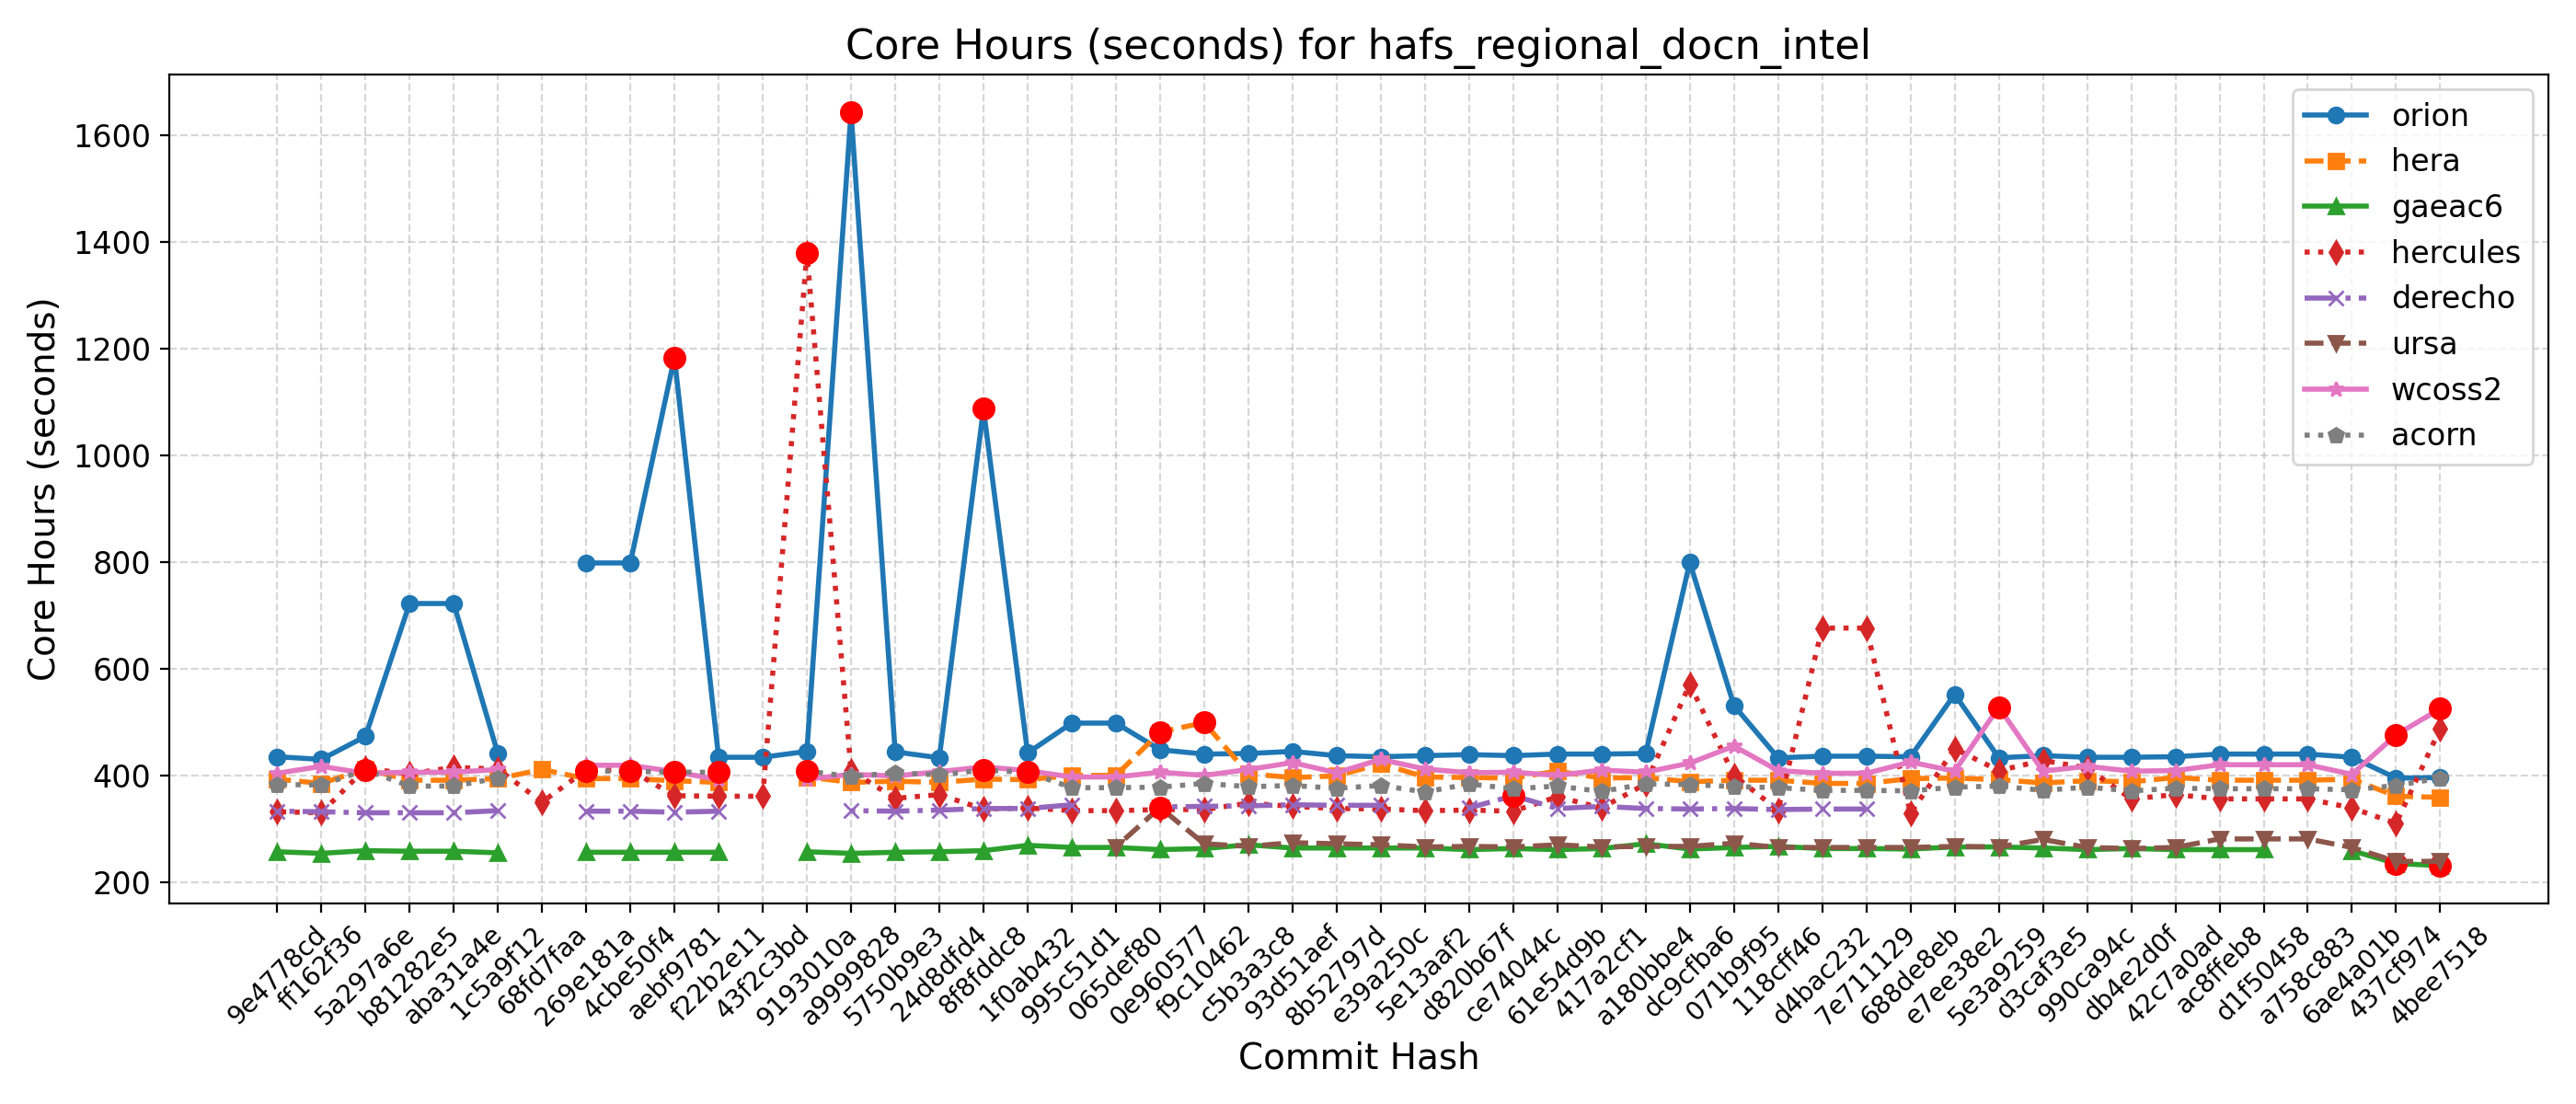 Core Hours (seconds) for hafs_regional_docn_intel
Core Hours (seconds)
1600
1400
1200
1000
800
600
400
200
orion
hera
gaeac6
hercules
derecho
ursa
wcoss2
acorn
9e4778cd
ff162f36
5a297a6e
b81282e5
aba31a4e
1c5a9f12
68fd7faa
269e181a
4cbe50f4
aebf9781
f22b2e11
43f2c3bd
9193010a
a9999828
5750b9e3
24d8dfd4
8f8fddc8
1f0ab432
995c51d1
065def80
0e960577
f9c10462
c5b3a3c8
93d51aef
8b52797d
e39a250c
5e13aaf2
d820b67f
ce74044c
61e54d9b
417a2cf1
a180bbe4
dc9cfba6
071b9f95
118cff46
d4bac232
7e711129
688de8eb
e7ee38e2
5e3a9259
d3caf3e5
990ca94c
db4e2d0f
42c7a0ad
ac8ffeb8
d1f50458
a758c883
6ae4a01b
437cf974
4bee7518
Commit Hash